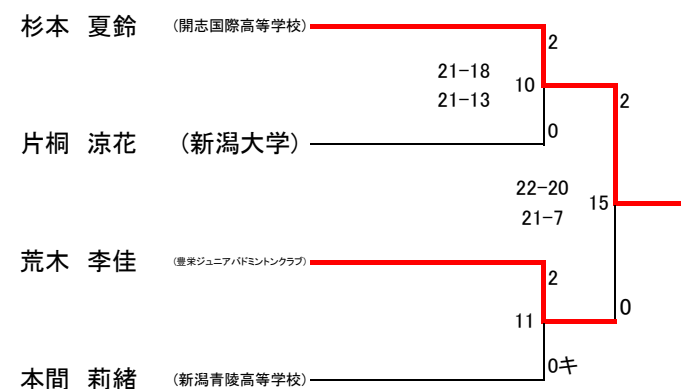 杉本 夏鈴 (開志国際高等学校)
2
21-18
10
2
21-13
0
片桐 涼花 (新潟大学)
22-20
15
21-7
荒木 李佳 (豊栄ジュニアバドミントンクラブ)
2
0
11
0キ
本間 莉緒 (新潟青陵高等学校)